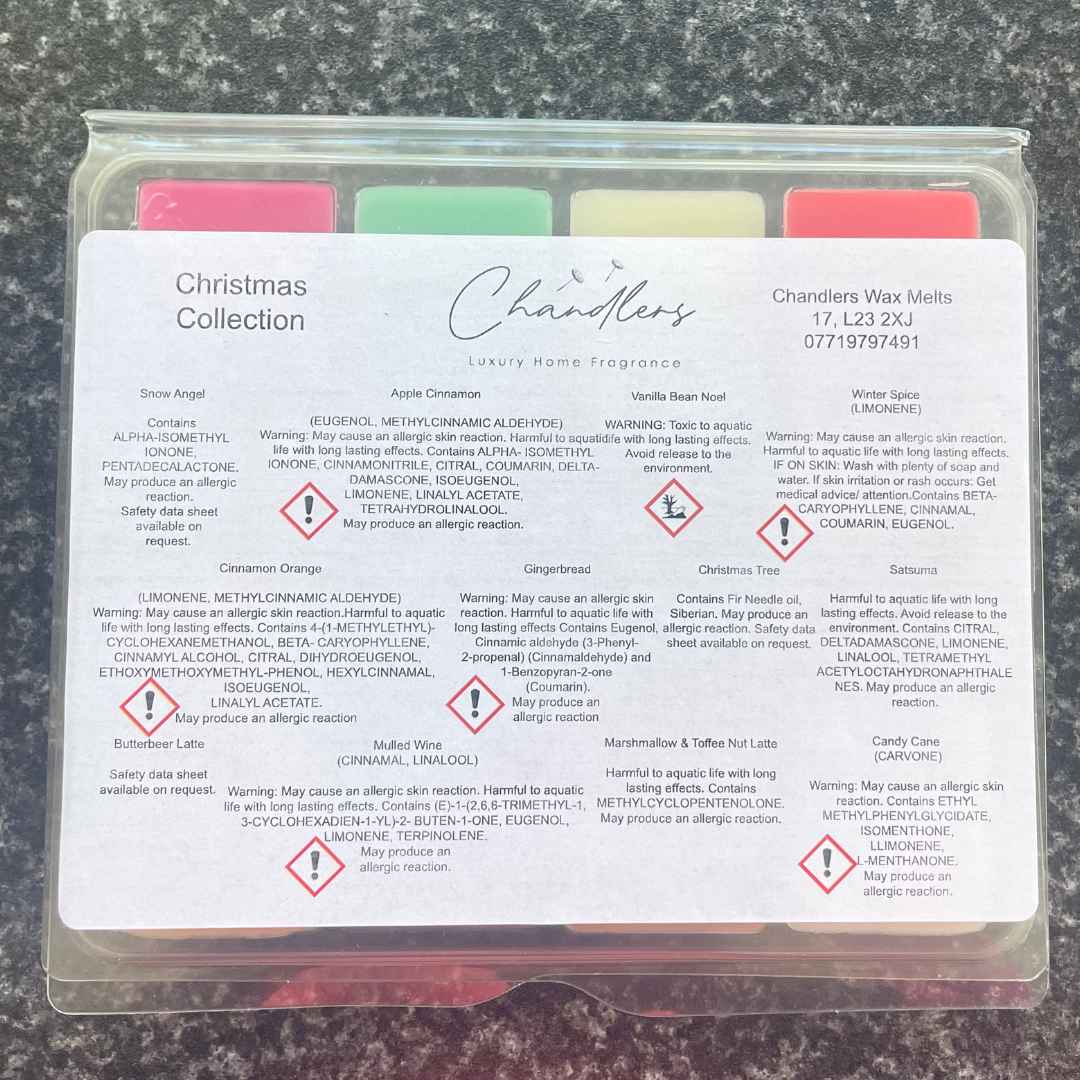 Christmas
Collection
Chandlers
Luxury Home Fragrance
Chandlers Wax Melts
17, L23 2XJ
07719797491
Snow Angel
Contains
ALPHA-ISOMETHYL
IONONE,
PENTADECALACTONE.
May produce an allergic
reaction.
Safety data sheet
available on
request.
Apple Cinnamon
(EUGENOL, METHYLCINNAMIC ALDEHYDE)
Warning: May cause an allergic skin reaction. Harmful to aquatic
life with long lasting effects. Contains ALPHA- ISOMETHYL
IONONE, CINNAMONITRILE, CITRAL, COUMARIN, DELTA-
DAMASCONE, ISOEUGENOL,
LIMONENE, LINALYL ACETATE,
TETRAHYDROLINALOOL.
May produce an allergic reaction.
Vanilla Bean Noel
WARNING: Toxic to aquatic
life with long lasting effects.
Avoid release to the
environment.
Winter Spice
(LIMONENE)
Warning: May cause an allergic skin reaction.
Harmful to aquatic life with long lasting effects.
IF ON SKIN: Wash with plenty of soap and
water. If skin irritation or rash occurs: Get
medical advice/ attention.Contains BETA-
CARYOPHYLLENE, CINNAMAL,
COUMARIN, EUGENOL.
Cinnamon Orange
(LIMONENE, METHYLCINNAMIC ALDEHYDE)
Warning: May cause an allergic skin reaction.Harmful to aquatic
life with long lasting effects. Contains 4-(1-METHYLETHYL)-
CYCLOHEXANEMETHANOL, BETA- CARYOPHYLLENE,
CINNAMYL ALCOHOL, CITRAL, DIHYDROEUGENOL,
ETHOXYMETHOXYMETHYL-PHENOL, HEXYLCINNAMAL,
ISOEUGENOL,
LINALYL ACETATE.
May produce an allergic reaction
Gingerbread
Warning: May cause an allergic skin
reaction. Harmful to aquatic life with
long lasting effects Contains Eugenol,
Cinnamic aldehyde (3-Phenyl-
2-propenal) (Cinnamaldehyde) and
1-Benzopyran-2-one
(Coumarin).
May produce an
allergic reaction
Christmas Tree
Contains Fir Needle oil,
Siberian. May produce an
allergic reaction. Safety data
sheet available on request.
Satsuma
Harmful to aquatic life with long
lasting effects. Avoid release to the
environment. Contains CITRAL,
DELTADAMASCONE, LIMONENE,
LINALOOL, TETRAMETHYL
ACETYLOCTAHYDRONAPHTHALE
NES. May produce an allergic
reaction.
Butterbeer Latte
Safety data sheet
available on request.
Mulled Wine
(CINNAMAL, LINALOOL)
Warning: May cause an allergic skin reaction. Harmful to aquatic
life with long lasting effects. Contains (E)-1-(2,6,6-TRIMETHYL-1,
3-CYCLOHEXADIEN-1-YL)-2- BUTEN-1-ONE, EUGENOL,
LIMONENE, TERPINOLENE.
May produce an
allergic reaction.
Marshmallow & Toffee Nut Latte
Harmful to aquatic life with long
lasting effects. Contains
METHYLCYCLOPENTENOLONE.
May produce an allergic reaction.
Candy Cane
(CARVONE)
Warning: May cause an allergic skin
reaction. Contains ETHYL
METHYLPHENYLGLYCIDATE,
ISOMENTHONE,
LLIMONENE,
L-MENTHANONE.
May produce an
allergic reaction.